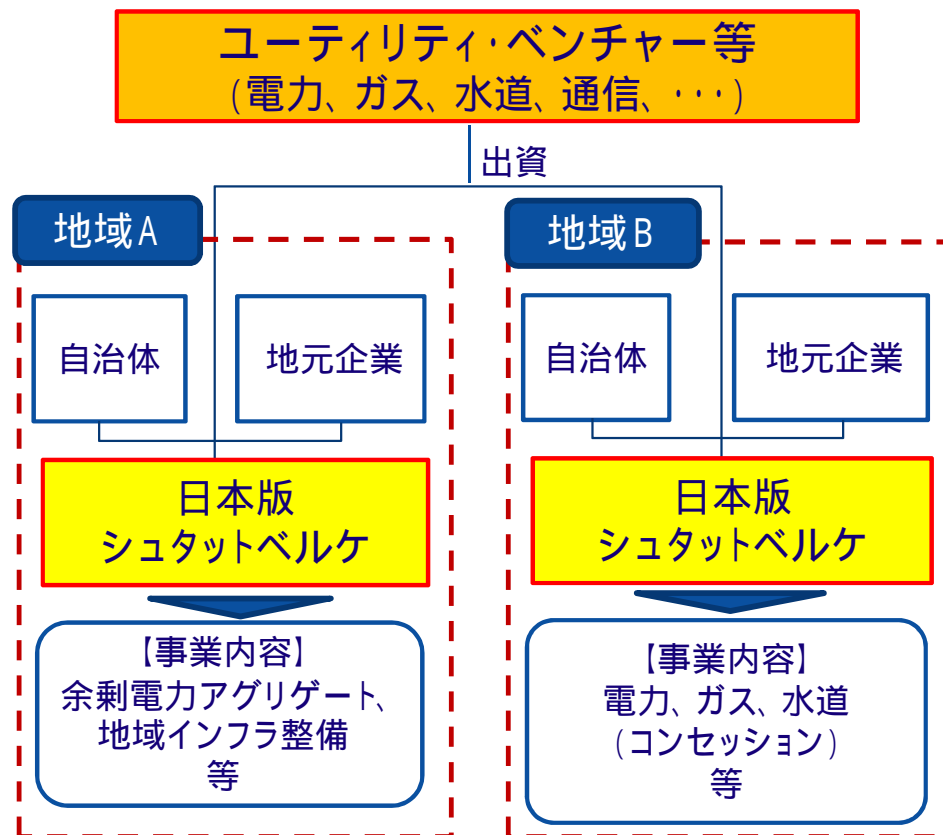 ユーティリティ・ベンチャー等
(電力、ガス、水道、通信、・・・)
出資
地域A
自治体
地元企業
日本版
シュタットベルケ
【事業内容】
余剰電力アグリゲート、
地域インフラ整備
等
地域B
自治体
地元企業
日本版
シュタットベルケ
【事業内容】
電力、ガス、水道
(コンセッション)
等